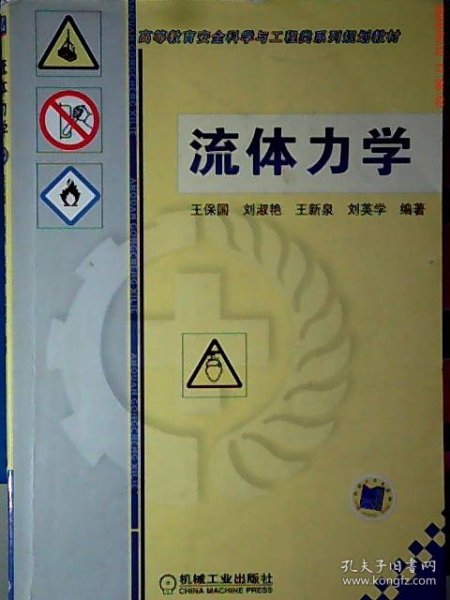 高等教育安全科学与工程类系列规划教材
流体力学
王保国 刘淑艳 王新泉 刘英学 编著
机械工业出版社
CHINA MACHINE PRESS
孔夫子旧书网
www.kongfz.com